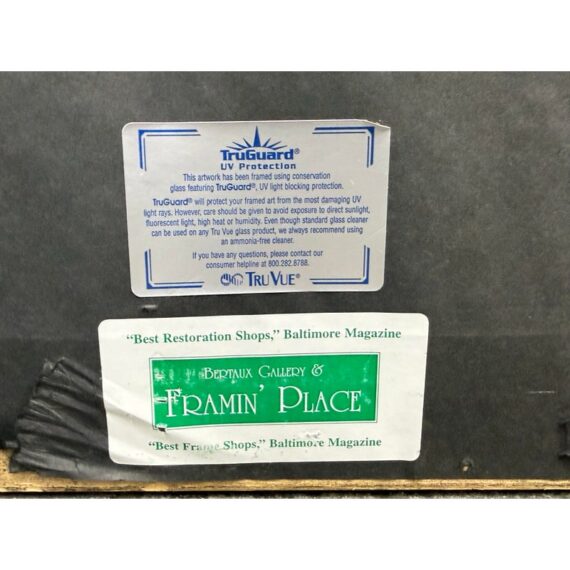 TruGuard®
UV Protection
This artwork has been framed using conservation
glass featuring TruGuard®, UV light blocking protection.
TruGuard® will protect your framed art from the most damaging UV
light rays. However, care should be given to avoid exposure to direct sunlight,
fluorescent light, high heat or humidity. Even though standard glass cleaner
can be used on any Tru Vue glass product, we always recommend using
an ammonia-free cleaner.
If you have any questions, please contact our
consumer helpline at 800.282.8788.
TRU VUE®
“Best Restoration Shops,” Baltimore Magazine
BERTAUX GALLERY &
FRAMIN’ PLACE
“Best Frame Shops,” Baltimore Magazine